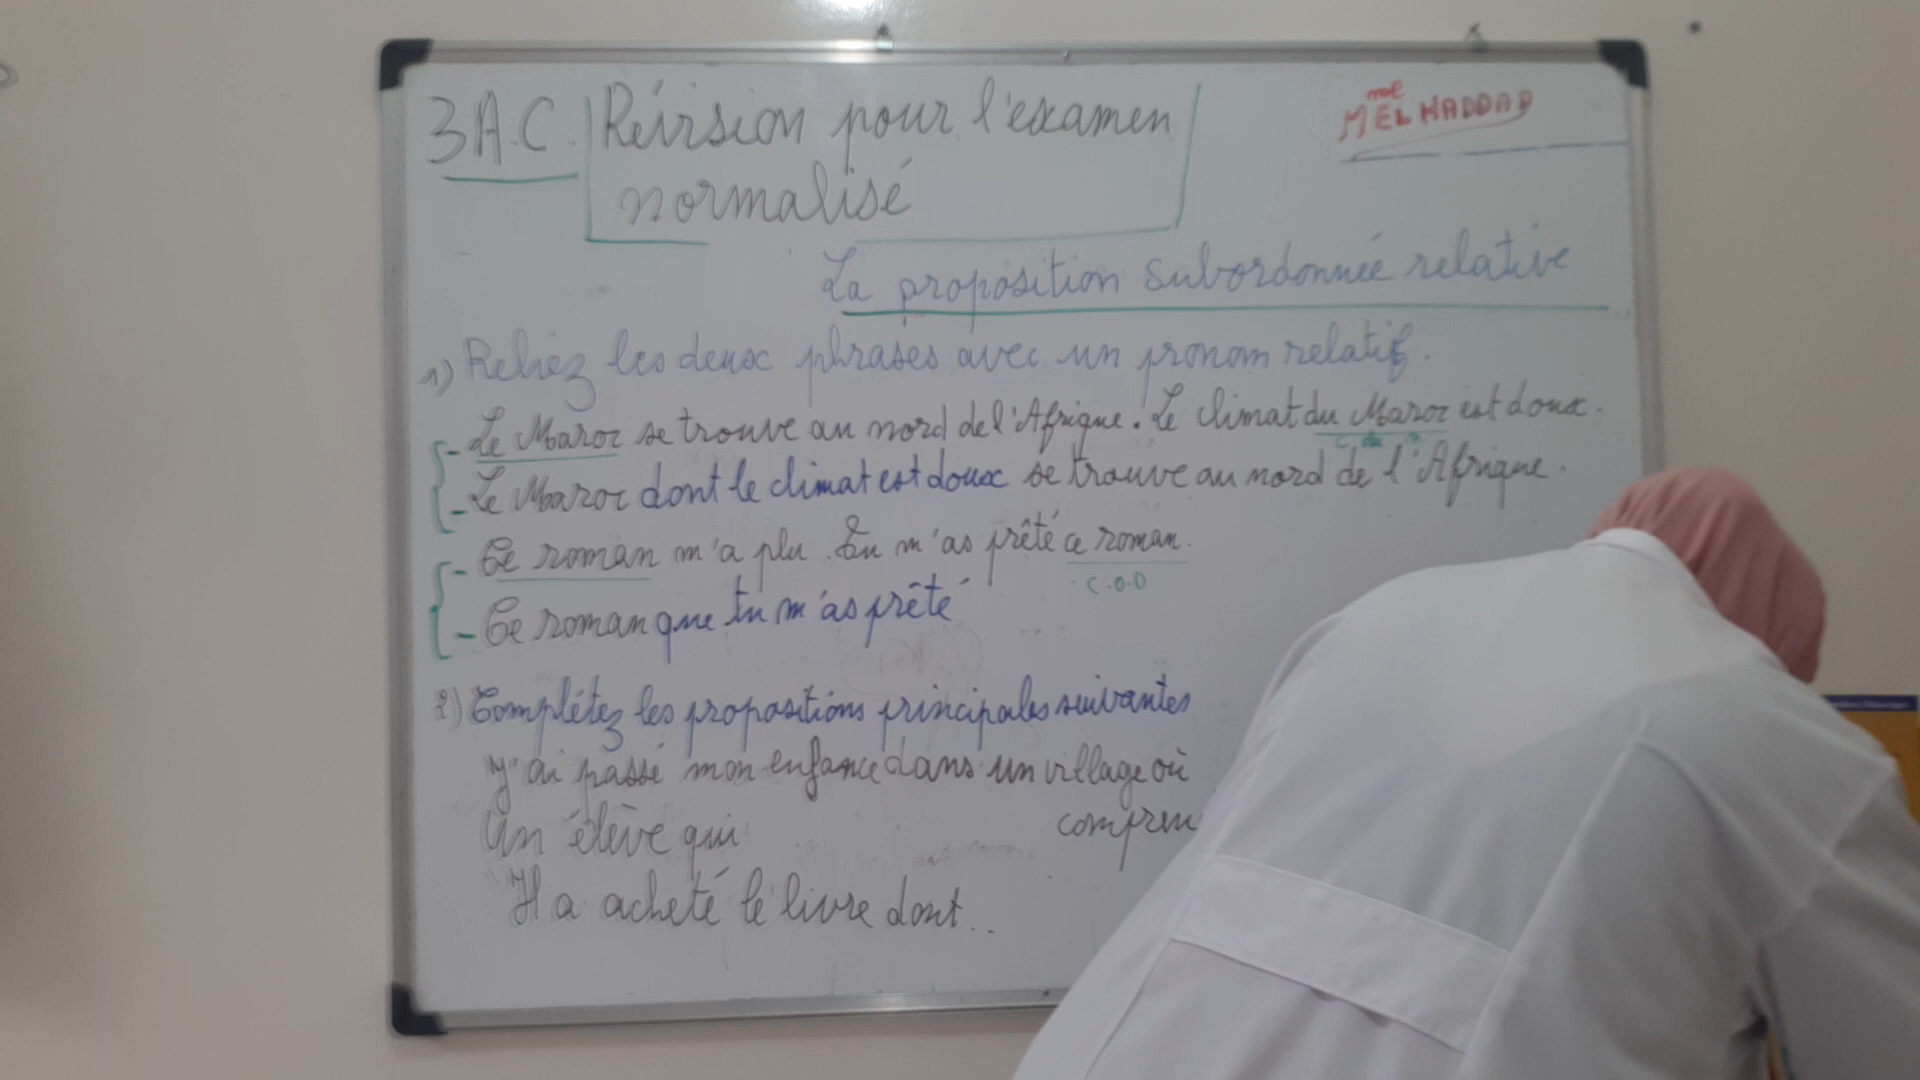 3A.C. Révision pour l'examen
normalisé
Mme
M EL HADDAD
La proposition subordonnée relative
1) Reliez les deux phrases avec un pronom relatif.
- Le Maroc se trouve au nord de l'Afrique. Le climat du Maroc est doux.
C du N
- Le Maroc dont le climat est doux se trouve au nord de l'Afrique.
- Ce roman m'a plu. Tu m'as prêté ce roman.
C.O.D
- Ce roman que tu m'as prêté
2) Complétez les propositions principales suivantes
J'ai passé mon enfance dans un village où
Un élève qui compren
Il a acheté le livre dont...